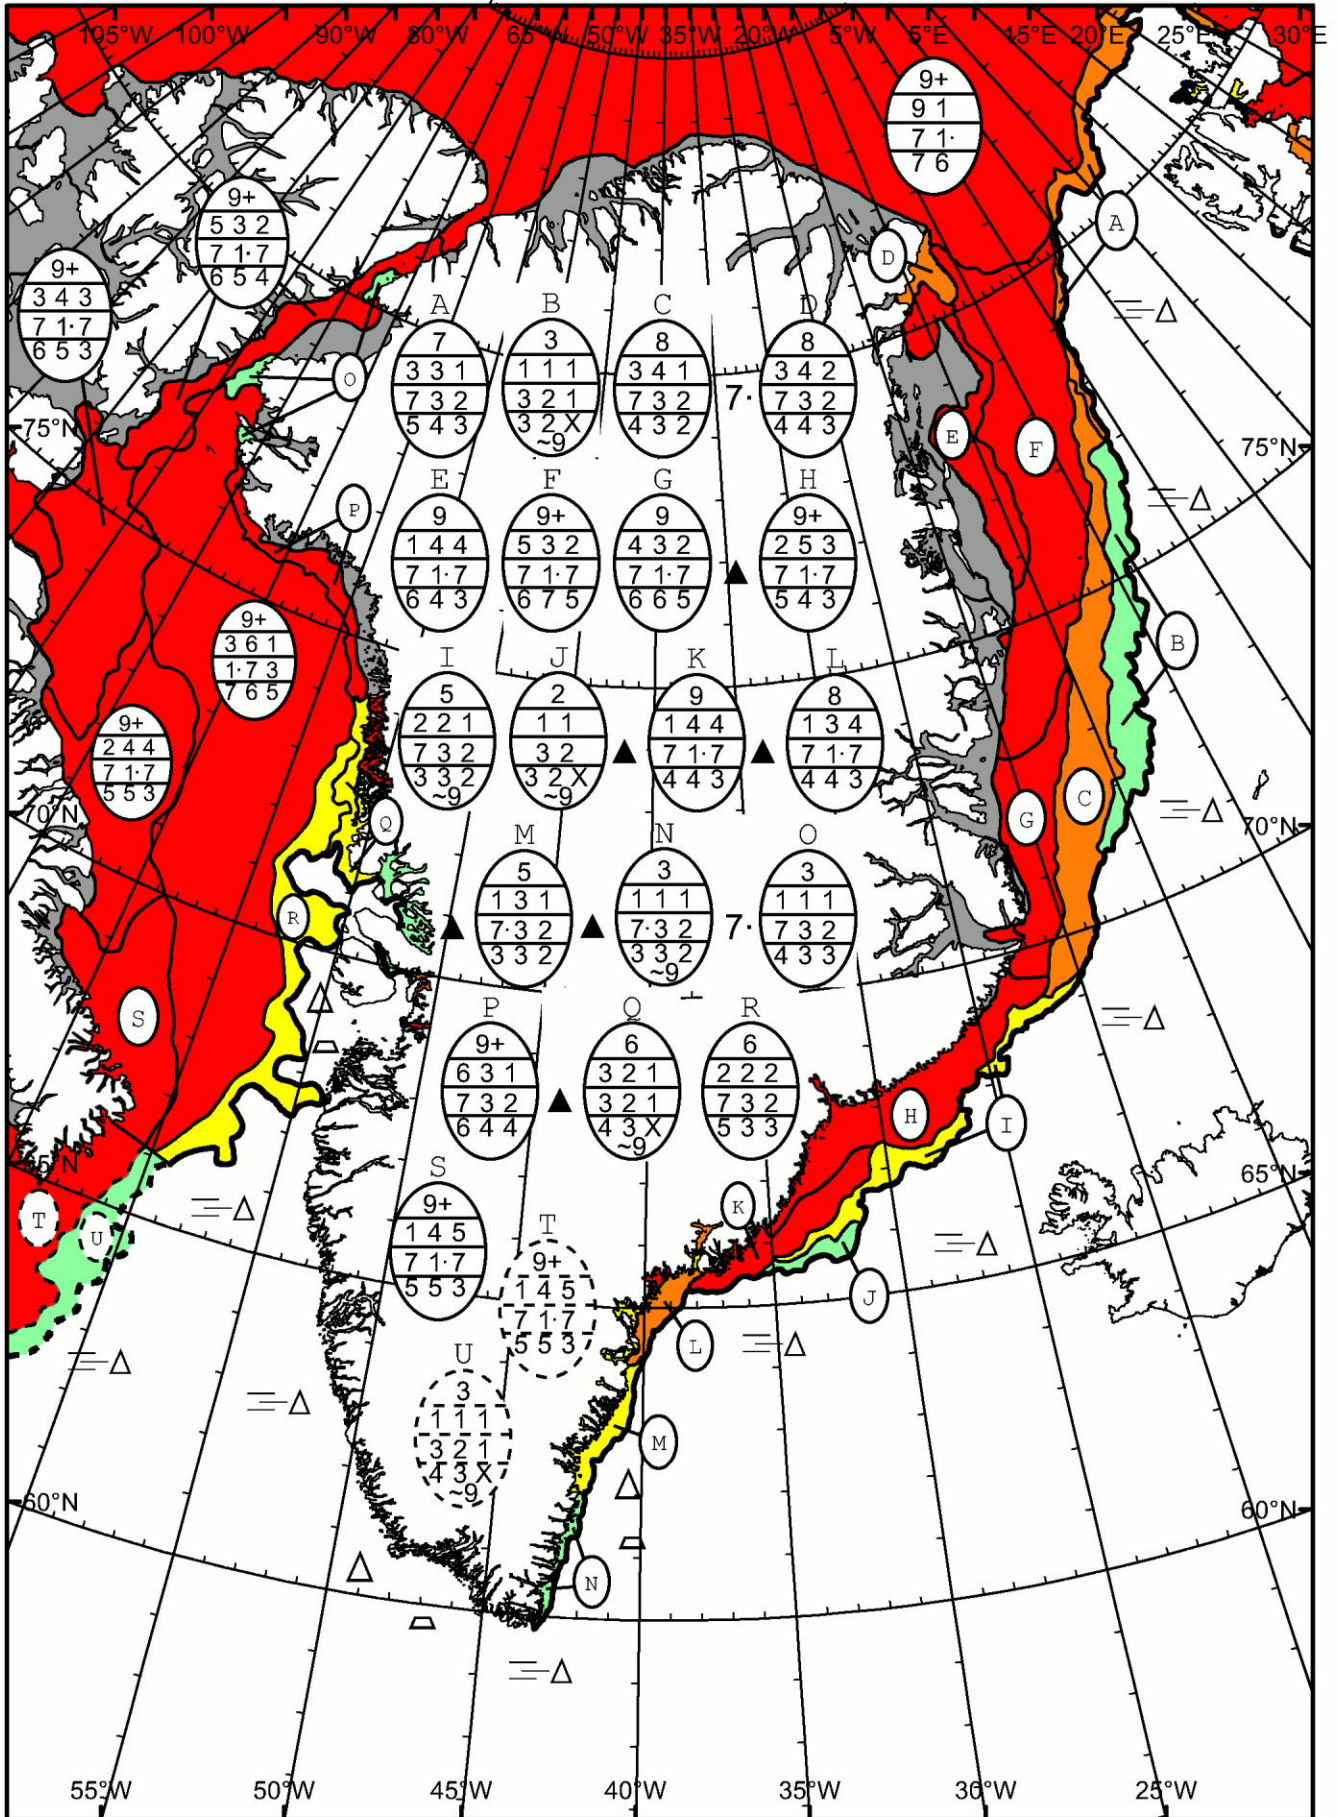 105°W 100°W 90°W 80°W 65°W 50°W 35°W 20°W 5°W 5°E 15°E 20°E 25°E 30°E
9+
9 1
7 1·
7 6
9+
5 3 2
7 1·7
6 5 4
9+
3 4 3
7 1·7
6 5 3
A
D
O
P
E
F
B
75°N
75°N
A B C D
7 3 8 8
3 3 1 1 1 1 3 4 1 3 4 2
7 3 2 3 2 1 7 3 2 7· 7 3 2
5 4 3 3 2 X 4 3 2 4 4 3
~9
E F G H
9 9+ 9 9+
1 4 4 5 3 2 4 3 2 2 5 3
7 1·7 7 1·7 7 1·7 ▲ 7 1·7
6 4 3 6 7 5 6 6 5 5 4 3
9+
3 6 1
1·7 3
7 6 5
9+
2 4 4
7 1·7
5 5 3
I J K L
5 2 9 8
2 2 1 1 1 1 4 4 1 3 4
7 3 2 3 2 ▲ 7 1·7 ▲ 7 1·7
3 3 2 3 2 X 4 4 3 4 4 3
~9 ~9
70°N
Q
G
C
70°N
M N O
5 3 3
1 3 1 1 1 1 1 1 1
▲ 7·3 2 ▲ 7·3 2 7· 7 3 2
3 3 2 3 3 2 4 3 3
~9
R
S
P Q R
9+ 6 6
6 3 1 3 2 1 2 2 2
7 3 2 ▲ 3 2 1 7 3 2
6 4 4 4 3 X 5 3 3
~9
H
I
65°N
65°N
S
9+
1 4 5
7 1·7
5 5 3
T
9+
1 4 5
7 1·7
5 5 3
U
3
1 1 1
3 2 1
4 3 X
~9
T
U
K
J
L
M
N
60°N
60°N
55°W 50°W 45°W 40°W 35°W 30°W 25°W